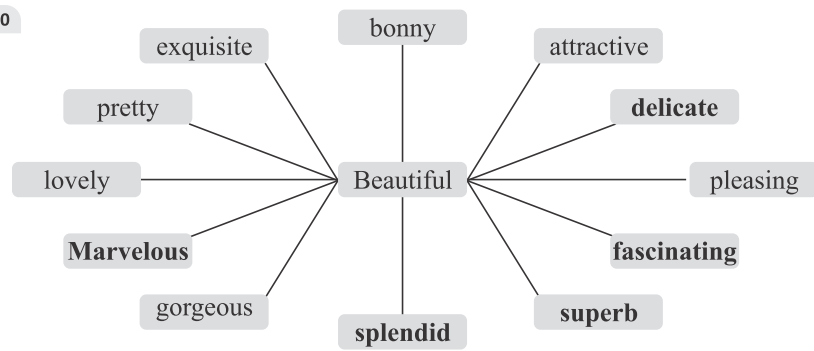 0
bonny
exquisite
attractive
pretty
delicate
lovely
Beautiful
pleasing
Marvelous
fascinating
gorgeous
superb
splendid